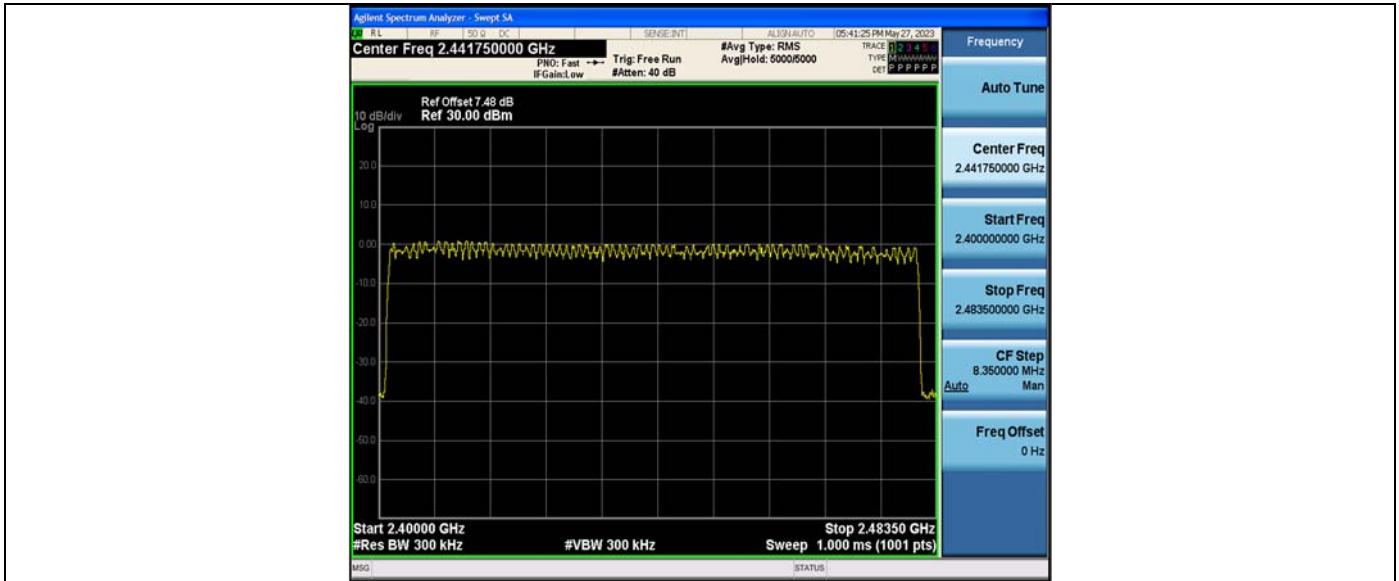 Agilent Spectrum Analyzer - Swept SA
RL RF 50 Ω DC SENSE:INT ALIGN AUTO 05:41:25 PM May 27, 2023
Center Freq 2.441750000 GHz
PNO: Fast
IFGain:Low
Trig: Free Run
#Atten: 40 dB
#Avg Type: RMS
Avg|Hold: 5000/5000
TRACE 1 2 3 4 5 6
TYPE M
DET P P P P P P
Ref Offset 7.48 dB
10 dB/div Ref 30.00 dBm
Log
20.0
10.0
0.00
-10.0
-20.0
-30.0
-40.0
-50.0
-60.0
Start 2.40000 GHz Stop 2.48350 GHz
#Res BW 300 kHz #VBW 300 kHz Sweep 1.000 ms (1001 pts)
MSG STATUS
Frequency
Auto Tune
Center Freq
2.441750000 GHz
Start Freq
2.400000000 GHz
Stop Freq
2.483500000 GHz
CF Step
8.350000 MHz
Auto Man
Freq Offset
0 Hz